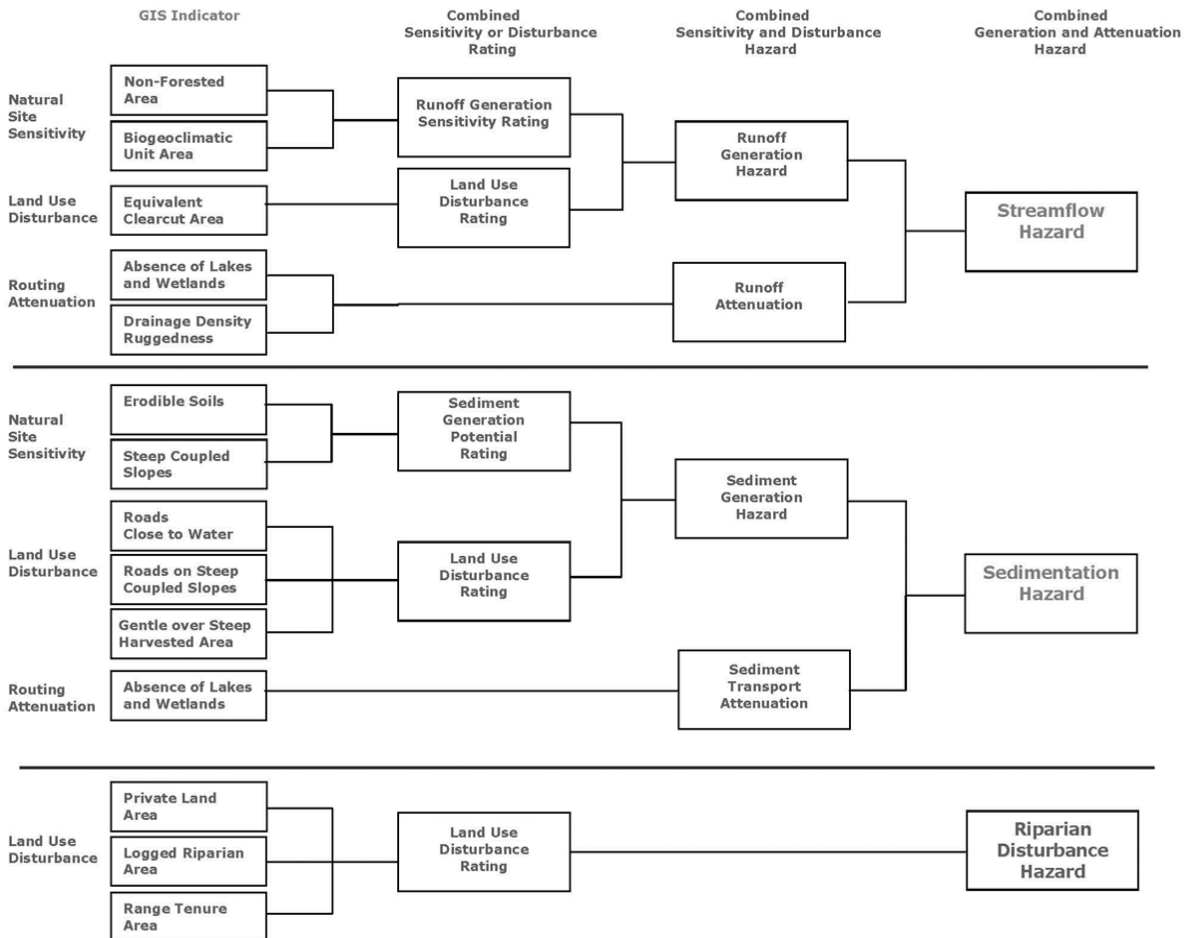 GIS Indicator
Combined
Sensitivity or Disturbance
Rating
Combined
Sensitivity and Disturbance
Hazard
Combined
Generation and Attenuation
Hazard
Natural
Site
Sensitivity
Non-Forested
Area
Biogeoclimatic
Unit Area
Runoff Generation
Sensitivity Rating
Land Use
Disturbance
Equivalent
Clearcut Area
Land Use
Disturbance
Rating
Runoff
Generation
Hazard
Routing
Attenuation
Absence of Lakes
and Wetlands
Drainage Density
Ruggedness
Runoff
Attenuation
Streamflow
Hazard
Natural
Site
Sensitivity
Erodible Soils
Steep Coupled
Slopes
Sediment
Generation
Potential
Rating
Land Use
Disturbance
Roads
Close to Water
Roads on Steep
Coupled Slopes
Gentle over Steep
Harvested Area
Land Use
Disturbance
Rating
Sediment
Generation
Hazard
Routing
Attenuation
Absence of Lakes
and Wetlands
Sediment
Transport
Attenuation
Sedimentation
Hazard
Land Use
Disturbance
Private Land
Area
Logged Riparian
Area
Range Tenure
Area
Land Use
Disturbance
Rating
Riparian
Disturbance
Hazard